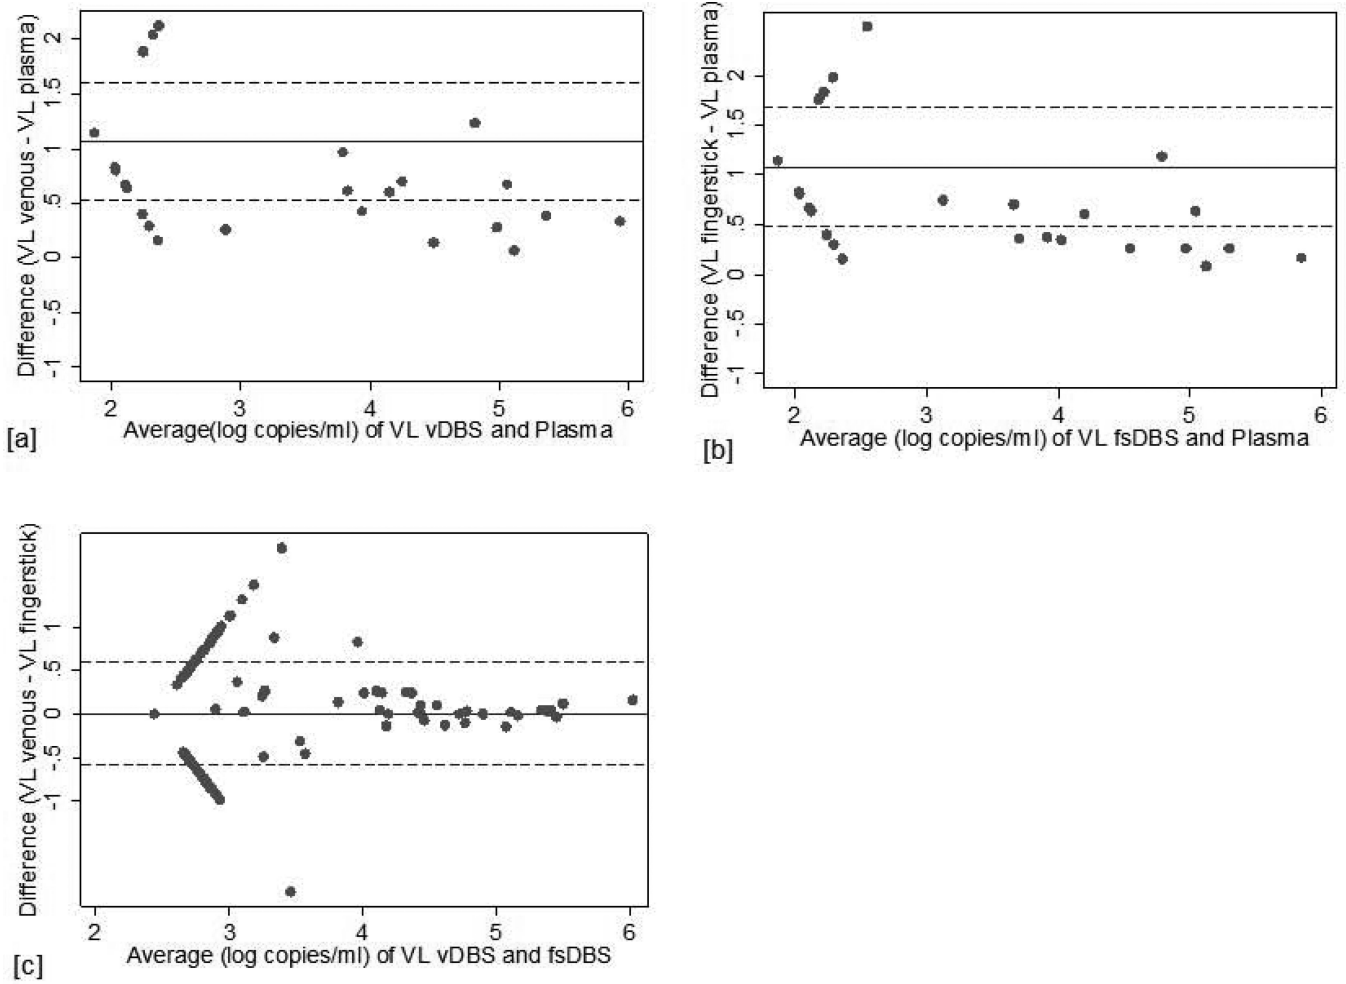 Difference (VL venous - VL plasma)
2
1.5
1
.5
0
-.5
-1
2 3 4 5 6
Average(log copies/ml) of VL vDBS and Plasma
[a]
Difference (VL fingerstick - VL plasma)
2
1.5
1
.5
0
-.5
-1
2 3 4 5 6
Average (log copies/ml) of VL fsDBS and Plasma
[b]
Difference (VL venous - VL fingerstick)
1
.5
0
-.5
-1
2 3 4 5 6
Average (log copies/ml) of VL vDBS and fsDBS
[c]